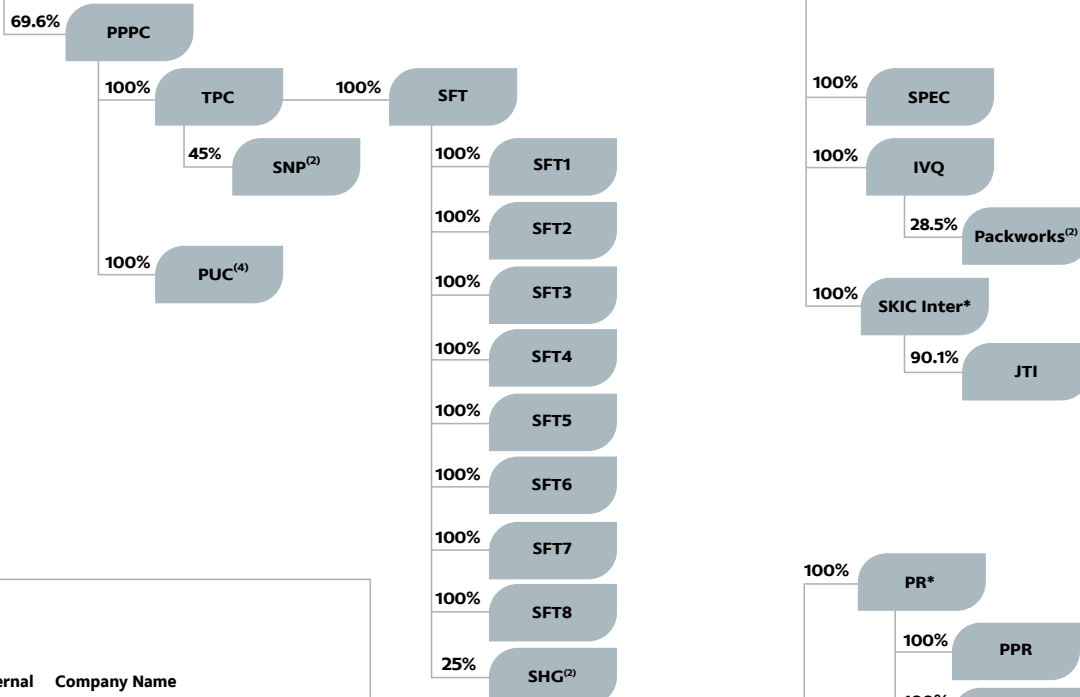 69.6%
PPPC
100%
TPC
100%
SFT
45%
SNP(2)
100%
PUC(4)
100%
SFT1
100%
SFT2
100%
SFT3
100%
SFT4
100%
SFT5
100%
SFT6
100%
SFT7
100%
SFT8
25%
SHG(2)
100%
SPEC
100%
IVQ
28.5%
Packworks(2)
100%
SKIC Inter*
90.1%
JTI
100%
PR*
100%
PPR
100%
ernal Company Name